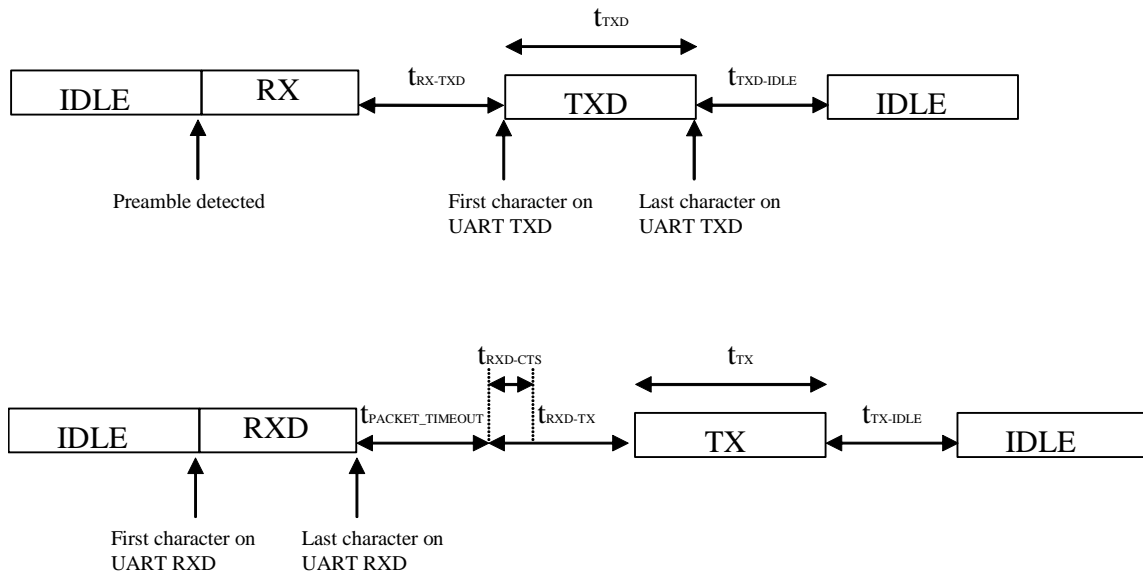 tTXD
IDLE
RX
tRX-TXD
TXD
tTXD-IDLE
IDLE
Preamble detected
First character on
UART TXD
Last character on
UART TXD
tRXD-CTS
tTX
IDLE
RXD
tPACKET_TIMEOUT
tRXD-TX
TX
tTX-IDLE
IDLE
First character on
UART RXD
Last character on
UART RXD